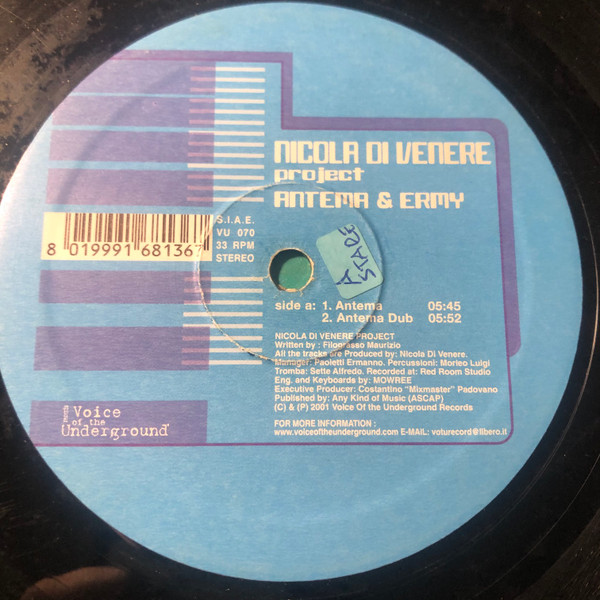 NICOLA DI VENERE
project
ANTEMA & ERMY
S.I.A.E.
VU 070
33 RPM
STEREO
8 019991 681367
A
STACE
side a: 1. Antema 05:45
2. Antema Dub 05:52
NICOLA DI VENERE PROJECT
Written by : Filograsso Maurizio
All the tracks are Produced by: Nicola Di Venere.
Manager: Paoletti Ermanno. Percussioni: Morleo Luigi
Tromba: Sette Alfredo. Recorded at: Red Room Studio
Eng. and Keyboards by: MOWREE
Executive Producer: Costantino "Mixmaster" Padovano
Published by: Any Kind of Music (ASCAP)
(C) & (P) 2001 Voice Of the Underground Records
FOR MORE INFORMATION :
www.voiceoftheunderground.com E-MAIL: voturecord@libero.it
Voice
of the
Underground